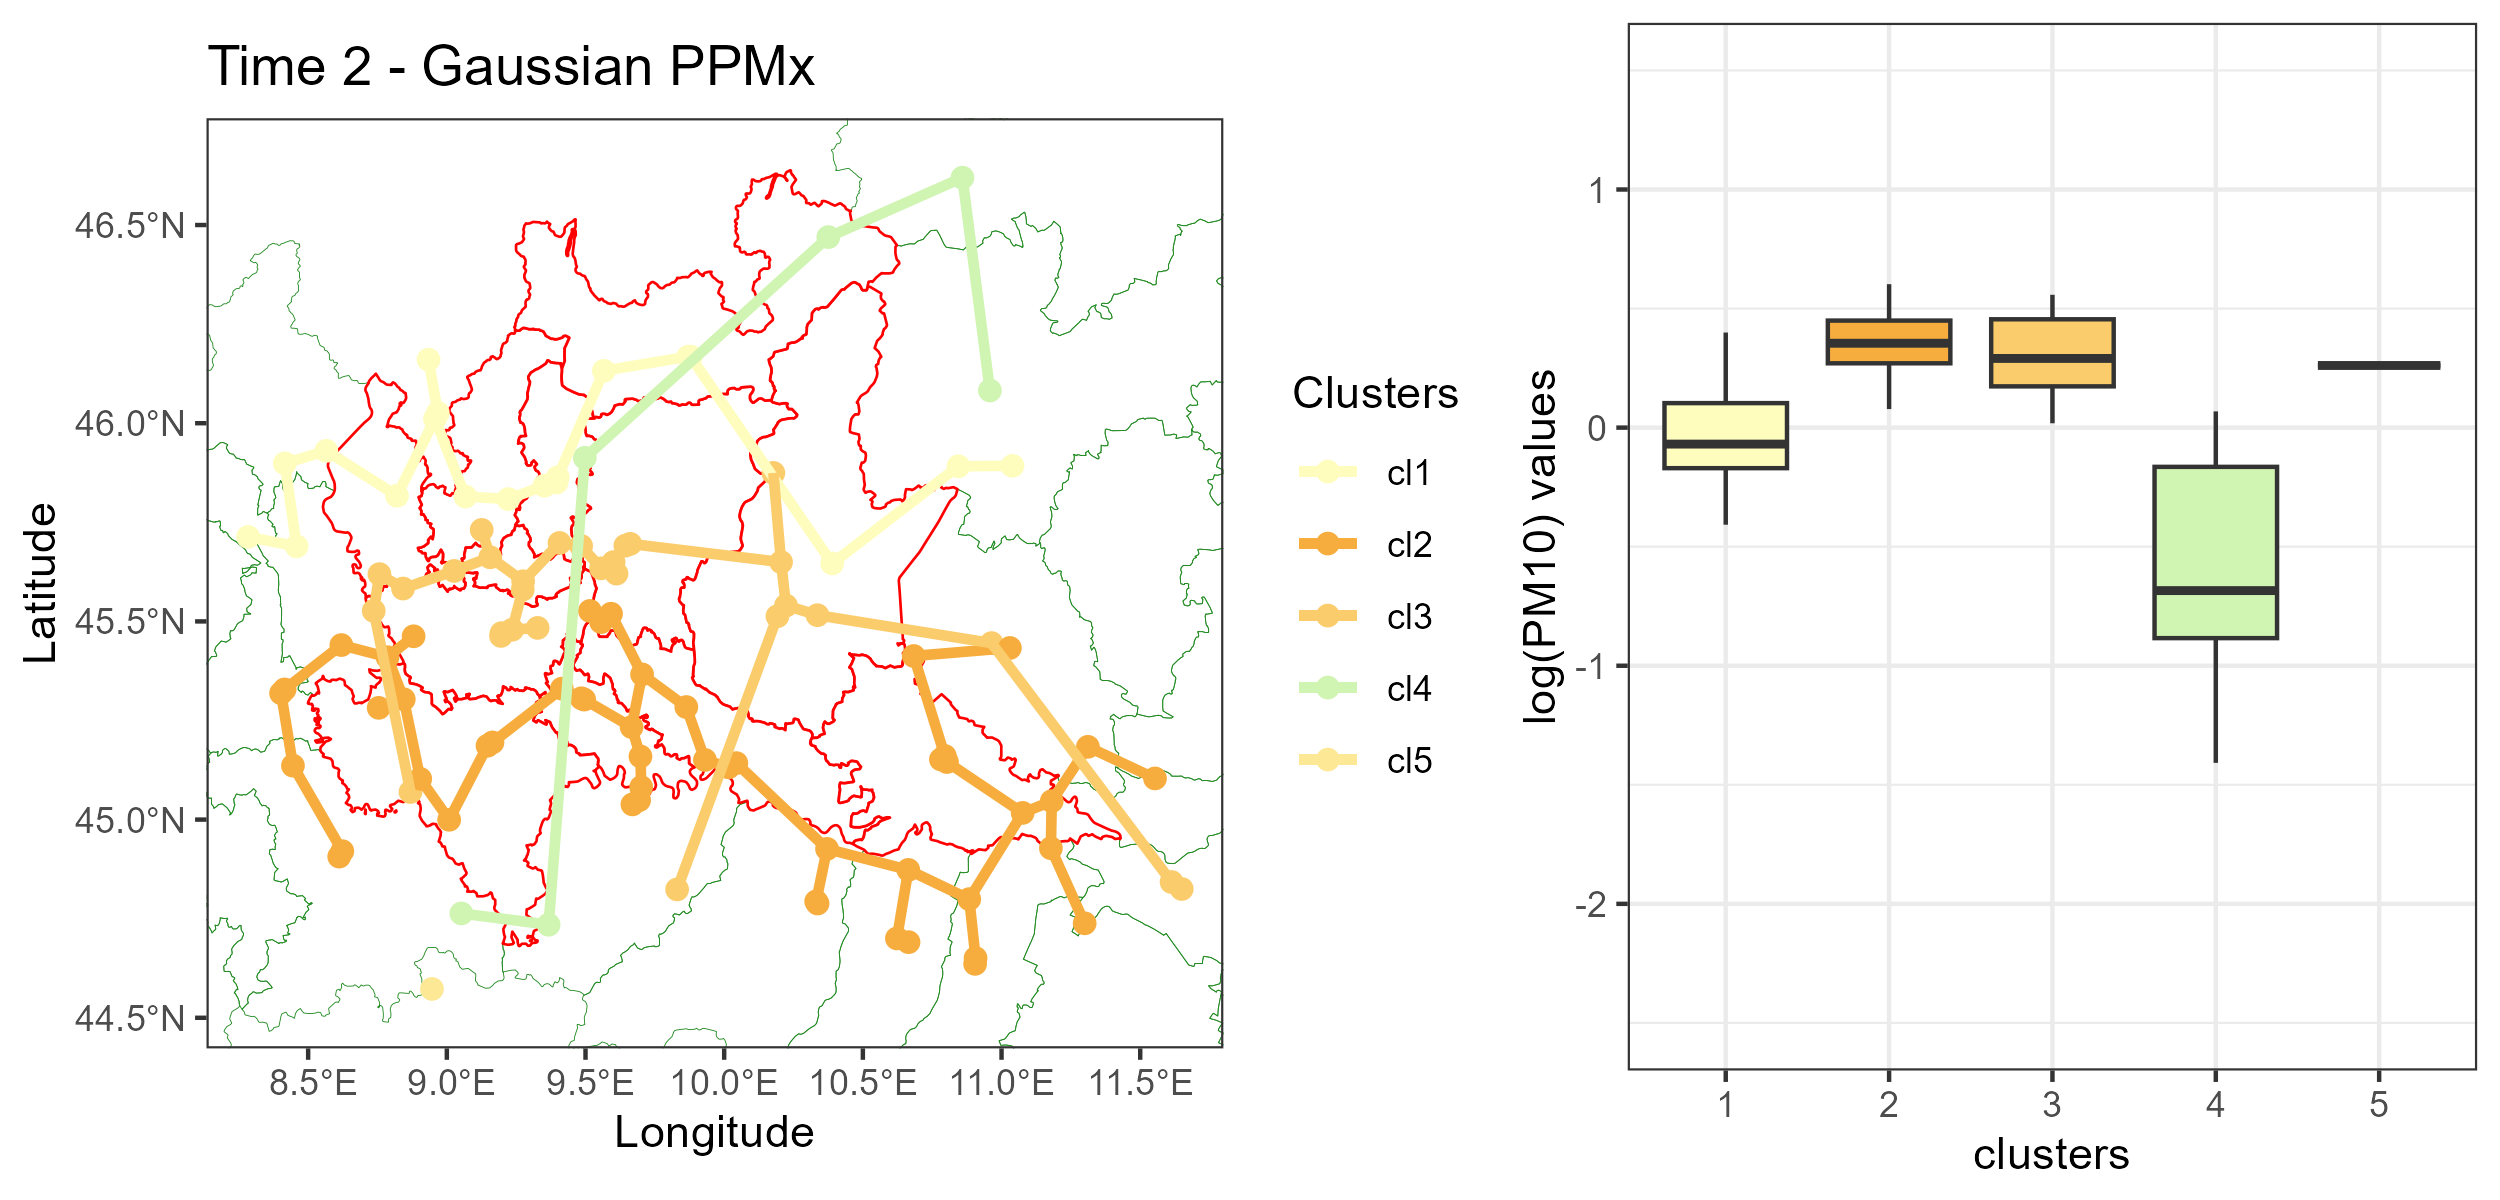 Time 2 - Gaussian PPMx
Latitude
46.5°N
46.0°N
45.5°N
45.0°N
44.5°N
8.5°E 9.0°E 9.5°E 10.0°E 10.5°E 11.0°E 11.5°E
Longitude
Clusters
cl1
cl2
cl3
cl4
cl5
log(PM10) values
1
0
-1
-2
1 2 3 4 5
clusters